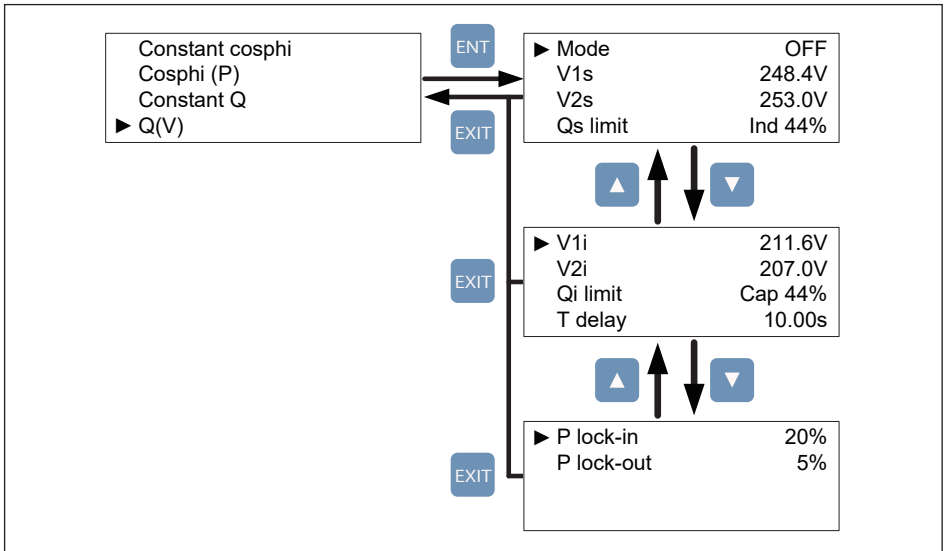 Constant cosphi
Cosphi (P)
Constant Q
► Q(V)
ENT
EXIT
► Mode OFF
V1s 248.4V
V2s 253.0V
Qs limit Ind 44%
▲ ▼
EXIT
► V1i 211.6V
V2i 207.0V
Qi limit Cap 44%
T delay 10.00s
▲ ▼
EXIT
► P lock-in 20%
P lock-out 5%